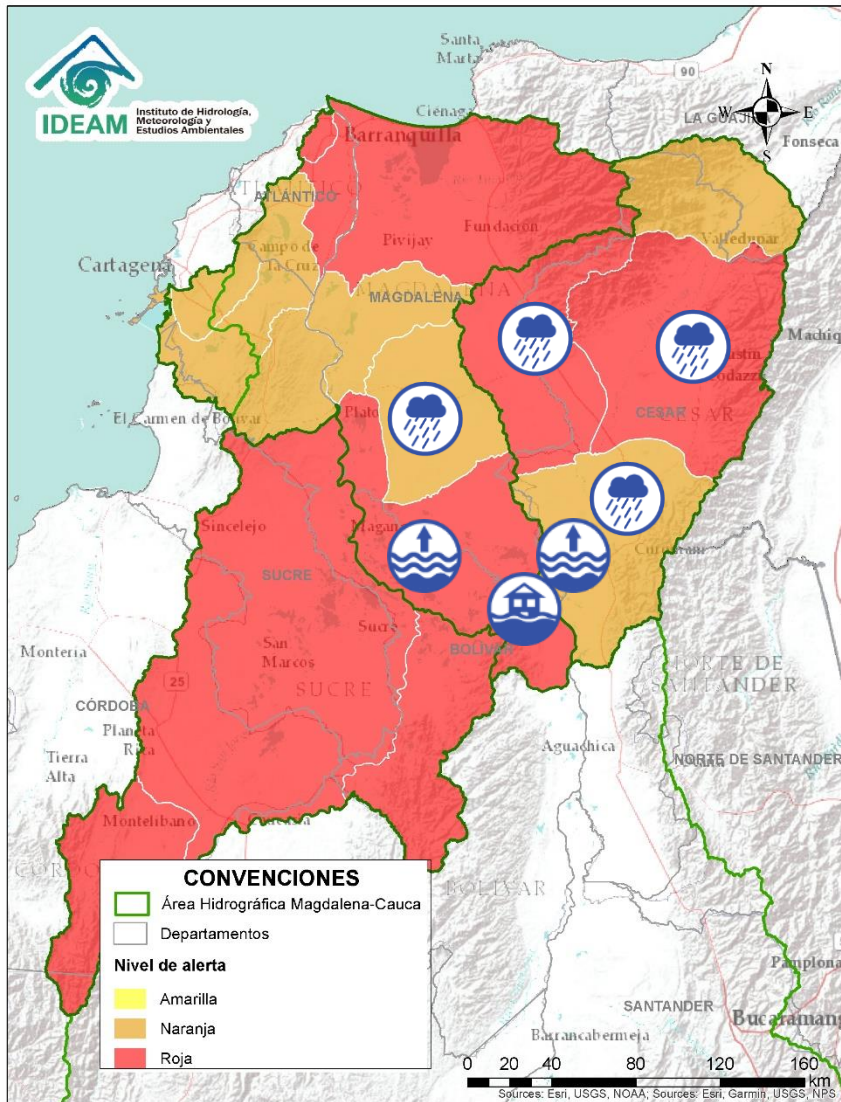 IDEAM
Instituto de Hidrología,
Meteorología y
Estudios Ambientales
Santa
Marta
90
N
W
E
S
LA GUAJI
Fonseca
Ciénaga
Barranquilla
ATLÁNTICO
Fundación
Campo de
la Cruz
Pivijay
Valledupar
Cartagena
MAGDALENA
Machiq
CESAR
El Carmen de Bolívar
Plato
Sincelejo
Magan
SUCRE
Curumaní
Sucre
BOLÍVAR
Montería
San
Marcos
NORTE DE
SANTANDER
25
SUCRE
CÓRDOBA
Planeta
Rica
Tierra
Alta
Aguachica
NORTE DE SANTANDER
Montelíbano
BOLÍVAR
CONVENCIONES
Área Hidrográfica Magdalena-Cauca
Departamentos
Nivel de alerta
Amarilla
Naranja
Roja
Pamplona
SANTANDER
Bucaramang
Barrancabermeja
0 20 40 80 120 160
km
Sources: Esri, USGS, NOAA; Sources: Esri, Garmin, USGS, NPS